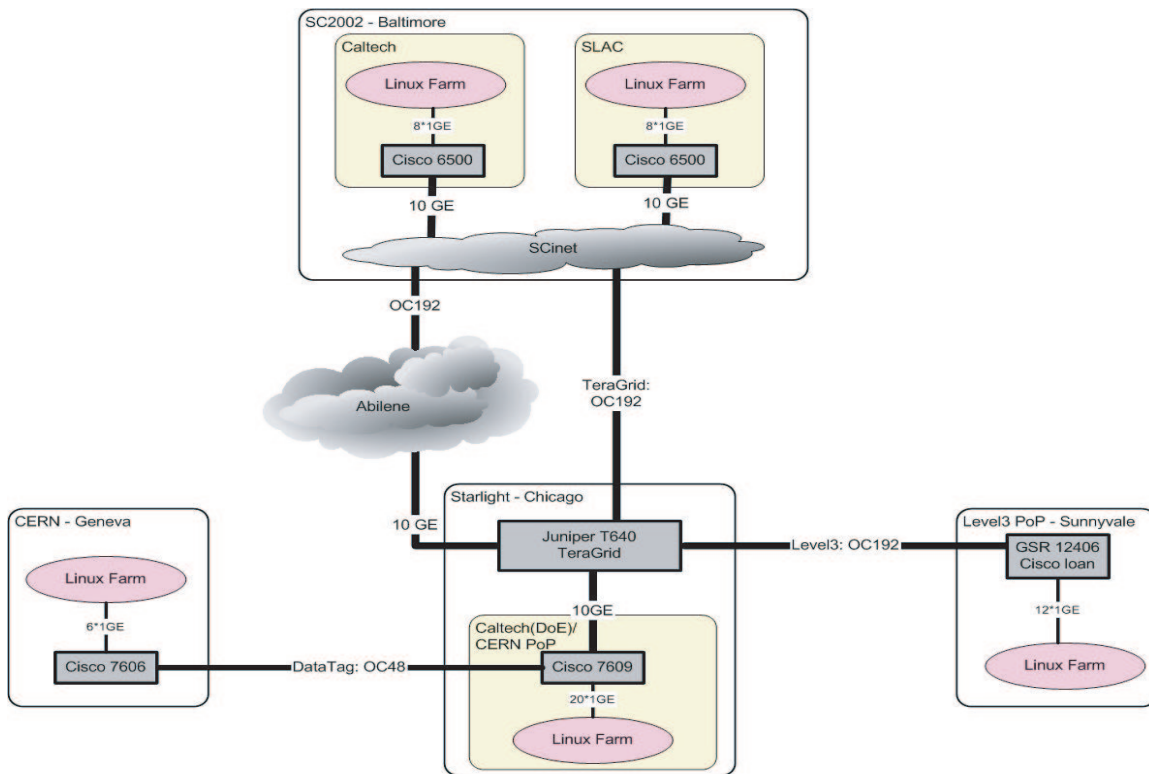 SC2002 - Baltimore
Caltech
SLAC
Linux Farm
Linux Farm
8*1GE
8*1GE
Cisco 6500
Cisco 6500
10 GE
10 GE
SCinet
OC192
TeraGrid:
OC192
Abilene
Starlight - Chicago
CERN - Geneva
10 GE
Juniper T640
TeraGrid
Level3: OC192
Level3 PoP - Sunnyvale
GSR 12406
Cisco loan
Linux Farm
10GE
12*1GE
6*1GE
Caltech(DoE)/
CERN PoP
Cisco 7606
DataTag: OC48
Cisco 7609
Linux Farm
20*1GE
Linux Farm